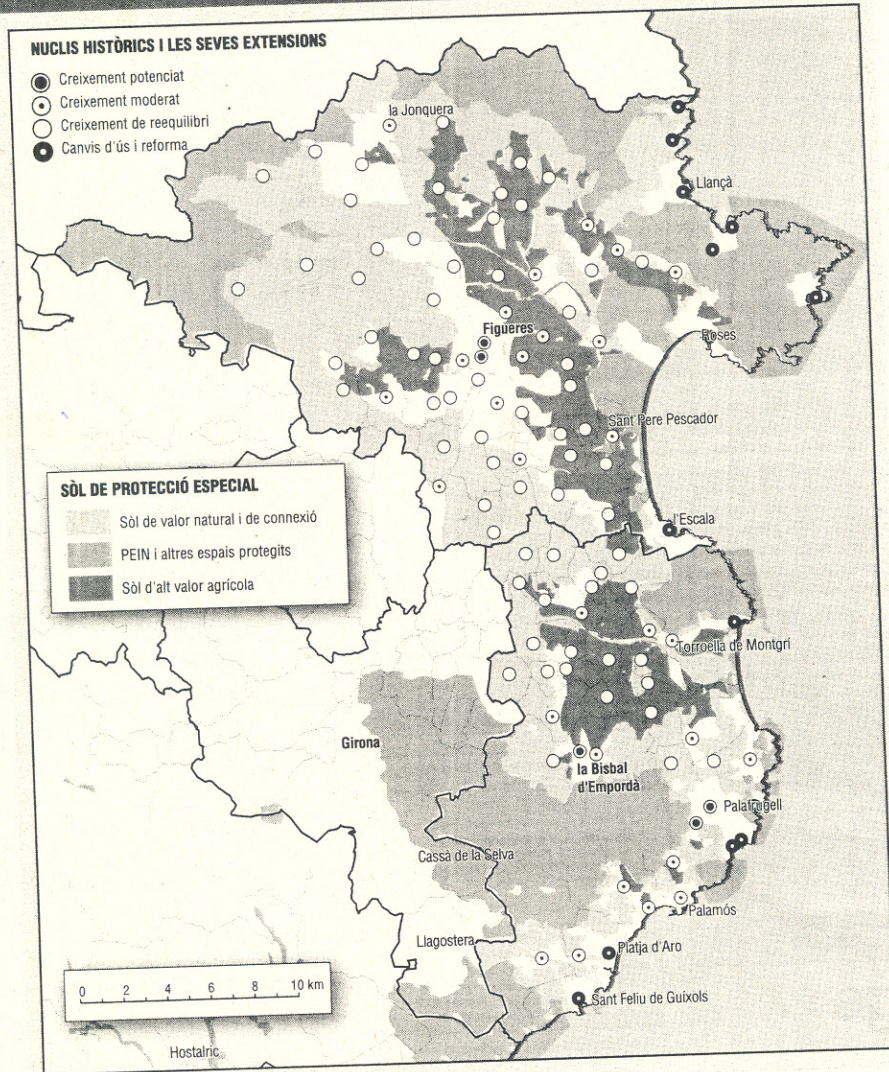 NUCLIS HISTÒRICS I LES SEVES EXTENSIONS
Creixement potenciat
Creixement moderat
Creixement de reequilibri
Canvis d'ús i reforma
la Jonquera
Llançà
Figueres
Roses
Sant Pere Pescador
SÒL DE PROTECCIÓ ESPECIAL
Sòl de valor natural i de connexió
PEIN i altres espais protegits
Sòl d'alt valor agrícola
l'Escala
Torroella de Montgrí
Girona
la Bisbal
d'Empordà
Palafrugell
Cassà de la Selva
Palamós
Llagostera
Platja d'Aro
Sant Feliu de Guíxols
0 2 4 6 8 10 km
Hostalric